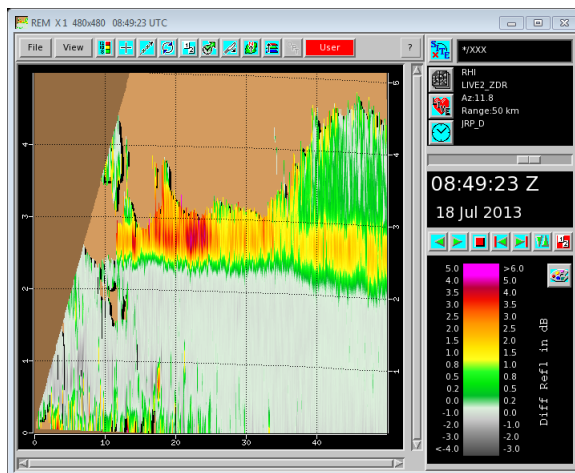 REM X1 480x480 08:49:23 UTC
File View User ?
*/XXX
RHI
LIVE2_ZDR
Az:11.8
Range:50 km
JRP_D
08:49:23 Z
18 Jul 2013
6
5
4
4
3
3
2
2
1
1
0
0 10 20 30 40
5.0 >6.0
4.0 5.0
3.0 4.0
2.5 3.5
2.0 3.0
1.5 2.5
1.2 2.0
1.0 1.5
0.8 1.2
0.5 0.8
0.2 0.5
0.0 0.2
-1.0 0.0
-2.0 -1.0
-3.0 -2.0
<-4.0 -3.0
Diff Refl in dB